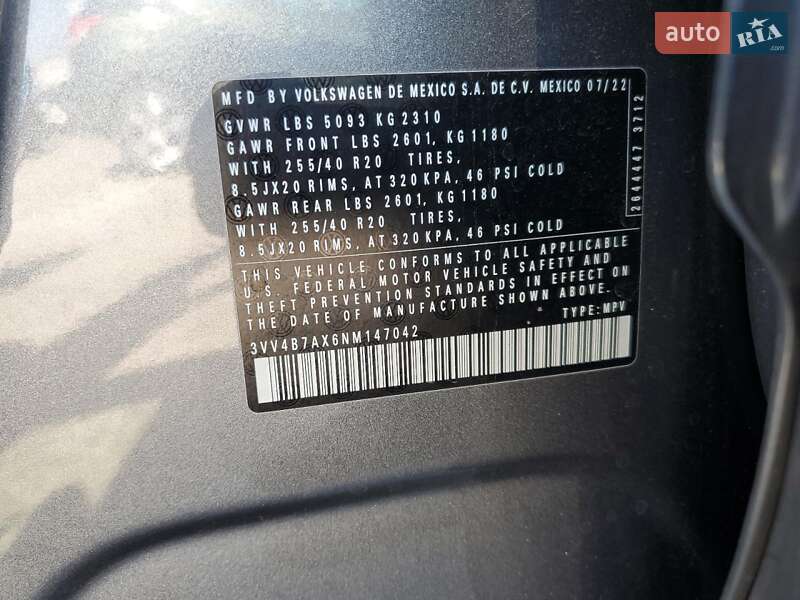 auto RIA.com
MFD BY VOLKSWAGEN DE MEXICO S.A. DE C.V. MEXICO 07/22
GVWR LBS 5093 KG 2310
GAWR FRONT LBS 2601, KG 1180
WITH 255/40 R20 TIRES,
8.5JX20 RIMS, AT 320 KPA, 46 PSI COLD
GAWR REAR LBS 2601, KG 1180
WITH 255/40 R20 TIRES,
8.5JX20 RIMS, AT 320 KPA, 46 PSI COLD
2644447 3712
THIS VEHICLE CONFORMS TO ALL APPLICABLE
U.S. FEDERAL MOTOR VEHICLE SAFETY AND
THEFT PREVENTION STANDARDS IN EFFECT ON
THE DATE OF MANUFACTURE SHOWN ABOVE.
3VV4B7AX6NM147042 TYPE: MPV